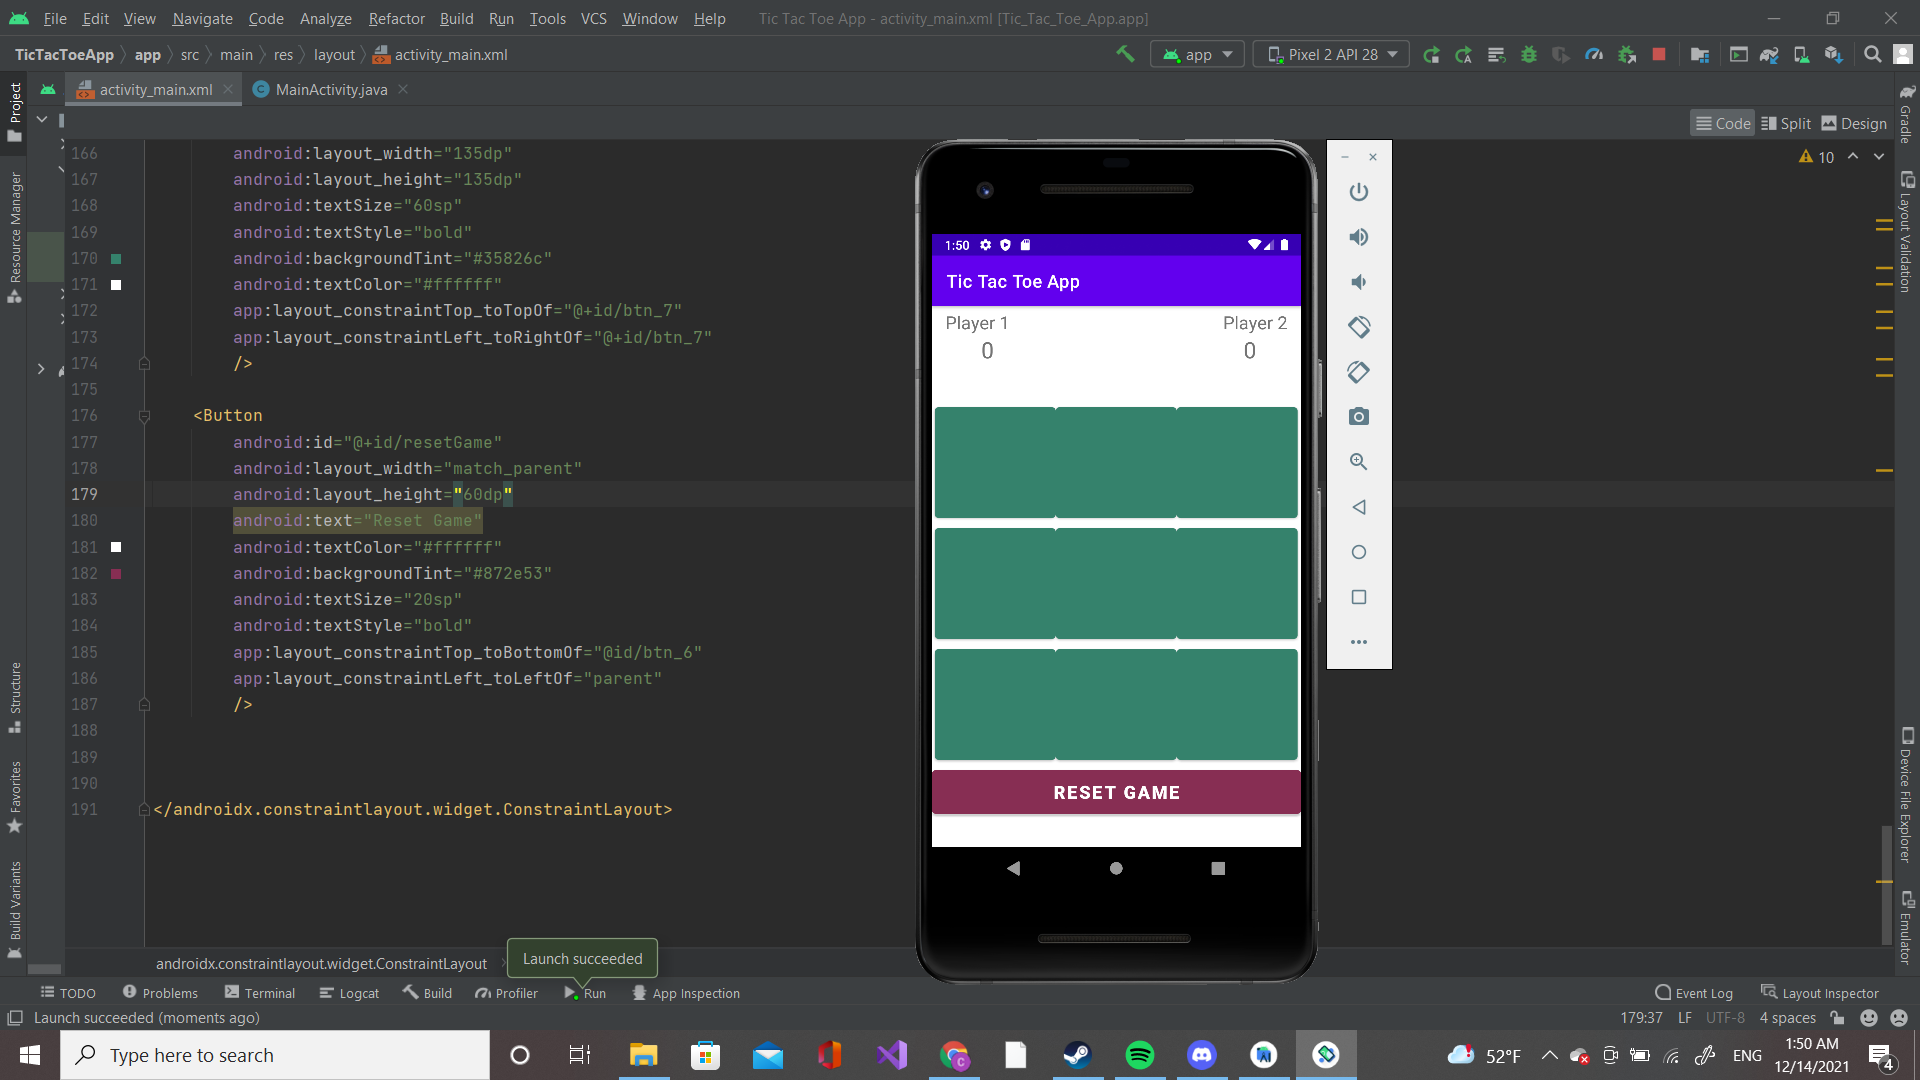 File Edit View Navigate Code Analyze Refactor Build Run Tools VCS Window Help Tic Tac Toe App - activity_main.xml [Tic_Tac_Toe_App.app]
TicTacToeApp app src main res layout activity_main.xml app Pixel 2 API 28
activity_main.xml MainActivity.java
Code Split Design
10
Project
Resource Manager
Structure
Favorites
Build Variants
166 android:layout_width="135dp"
167 android:layout_height="135dp"
168 android:textSize="60sp"
169 android:textStyle="bold"
170 android:backgroundTint="#35826c"
171 android:textColor="#ffffff"
172 app:layout_constraintTop_toTopOf="@+id/btn_7"
173 app:layout_constraintLeft_toRightOf="@+id/btn_7"
174 />
175
176 <Button
177 android:id="@+id/resetGame"
178 android:layout_width="match_parent"
179 android:layout_height="60dp"
180 android:text="Reset Game"
181 android:textColor="#ffffff"
182 android:backgroundTint="#872e53"
183 android:textSize="20sp"
184 android:textStyle="bold"
185 app:layout_constraintTop_toBottomOf="@id/btn_6"
186 app:layout_constraintLeft_toLeftOf="parent"
187 />
188
189
190
191 </androidx.constraintlayout.widget.ConstraintLayout>
1:50
Tic Tac Toe App
Player 1 Player 2
0 0
RESET GAME
Gradle
Layout Validation
Device File Explorer
Emulator
androidx.constraintlayout.widget.ConstraintLayout
Launch succeeded
TODO Problems Terminal Logcat Build Profiler Run App Inspection Event Log Layout Inspector
Launch succeeded (moments ago) 179:37 LF UTF-8 4 spaces
Type here to search 52°F ENG 1:50 AM
12/14/2021
4